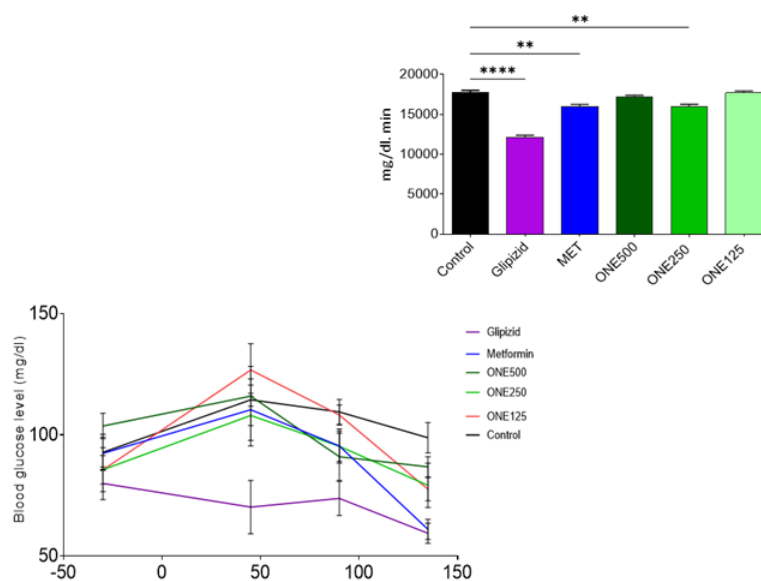 **
**
****
20000
15000
10000
5000
0
mg/dl. min
Control
Glipizid
MET
ONE500
ONE250
ONE125
150
100
50
Blood glucose level (mg/dl)
-50
0
50
100
150
Glipizid
Metformin
ONE500
ONE250
ONE125
Control